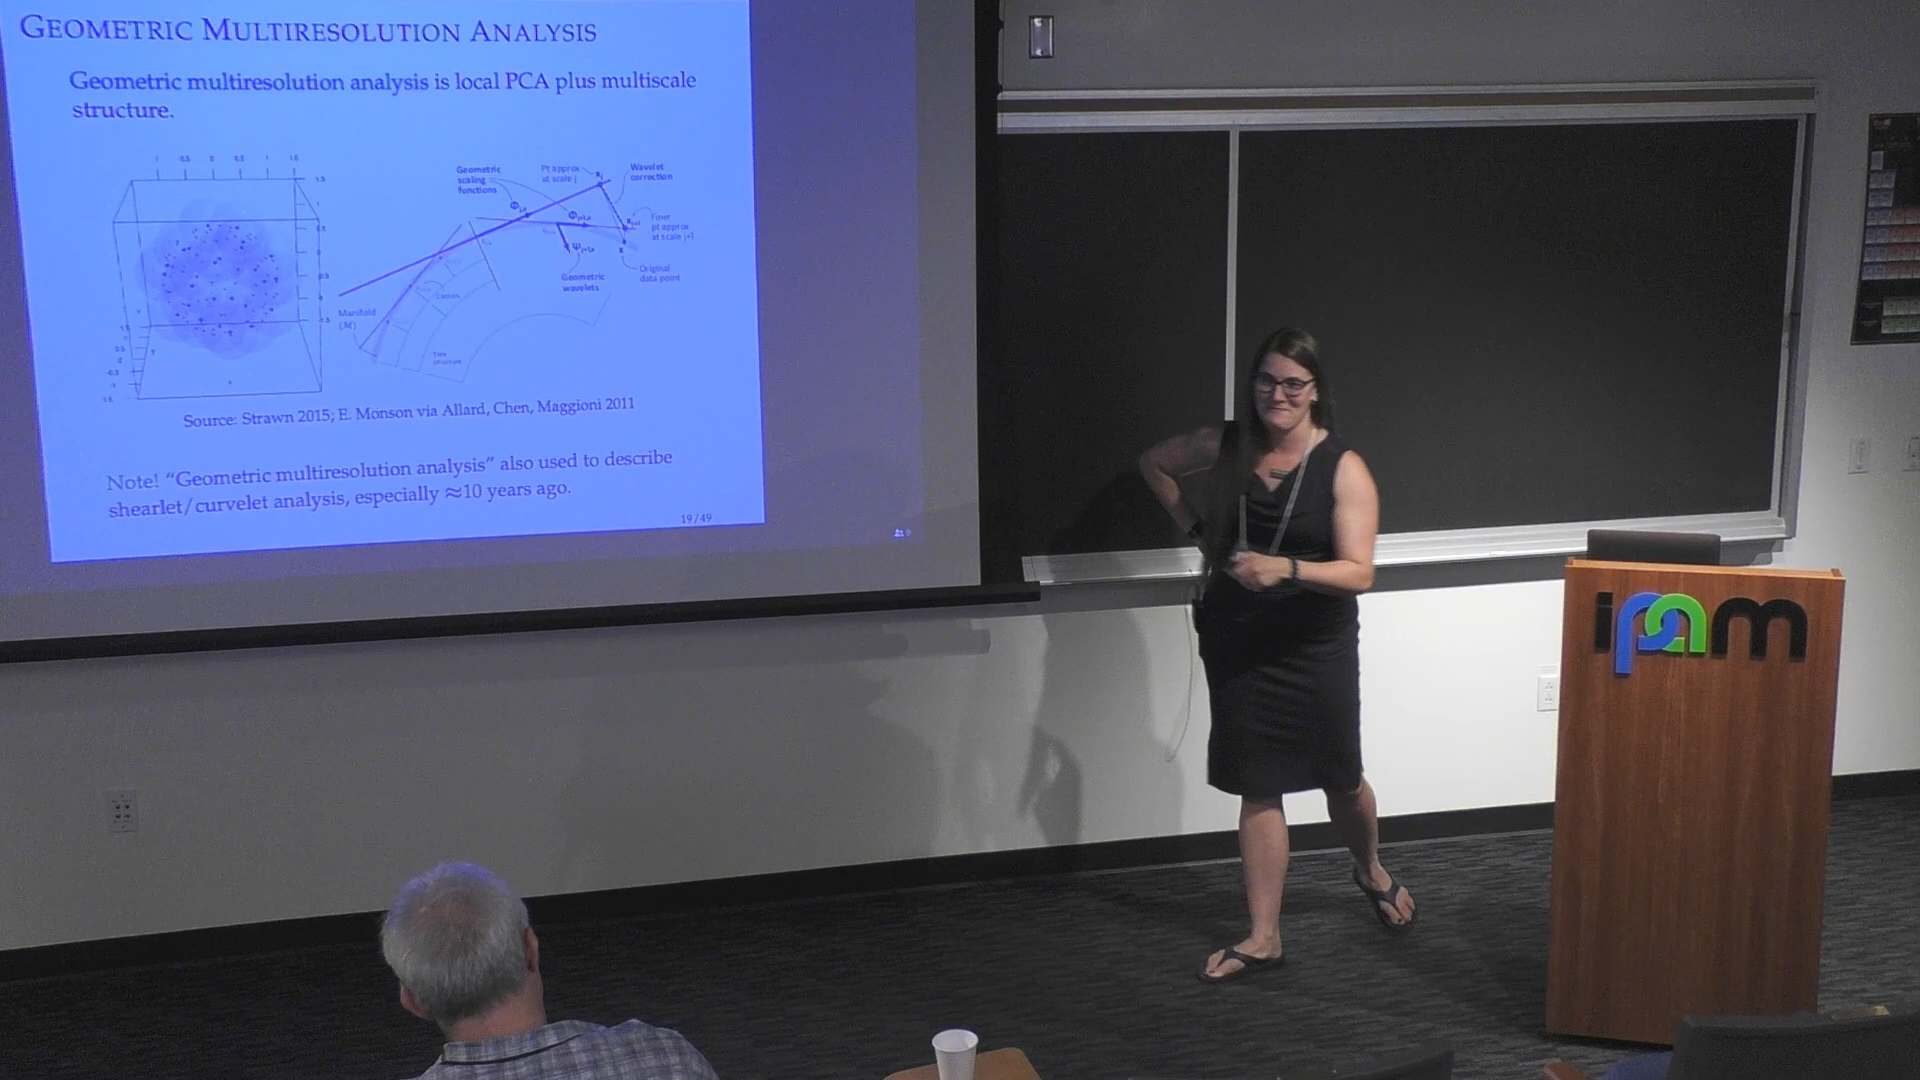 GEOMETRIC MULTIRESOLUTION ANALYSIS
Geometric multiresolution analysis is local PCA plus multiscale
structure.
Geometric
scaling
functions
Pt approx
at scale j
Wavelet
correction
Finer
pt approx
at scale j+1
Original
data point
Geometric
wavelets
Manifold
(M)
Tree
structure
Source: Strawn 2015; E. Monson via Allard, Chen, Maggioni 2011
Note! “Geometric multiresolution analysis” also used to describe
shearlet/curvelet analysis, especially ≈10 years ago.
19/49
ipam